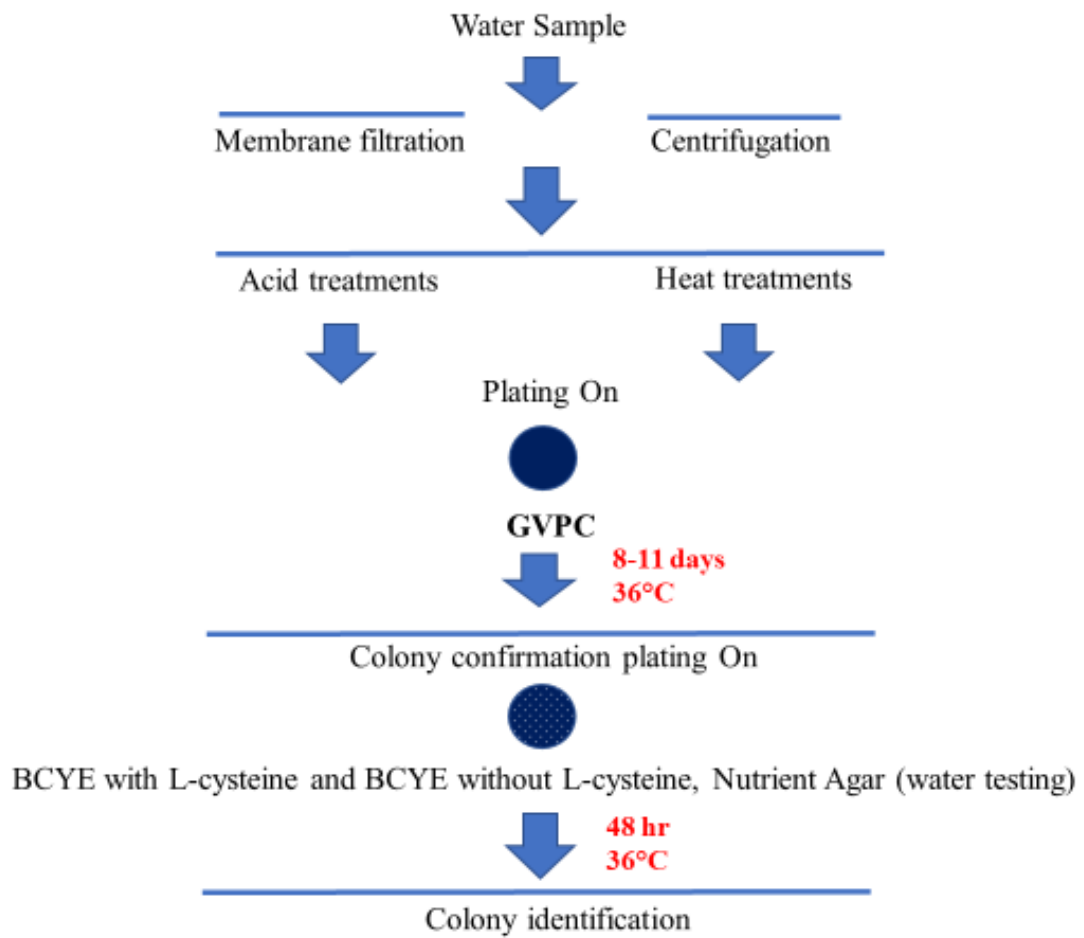 Water Sample
Membrane filtration
Centrifugation
Acid treatments
Heat treatments
Plating On
GVPC
8-11 days
36°C
Colony confirmation plating On
BCYE with L-cysteine and BCYE without L-cysteine, Nutrient Agar (water testing)
48 hr
36°C
Colony identification